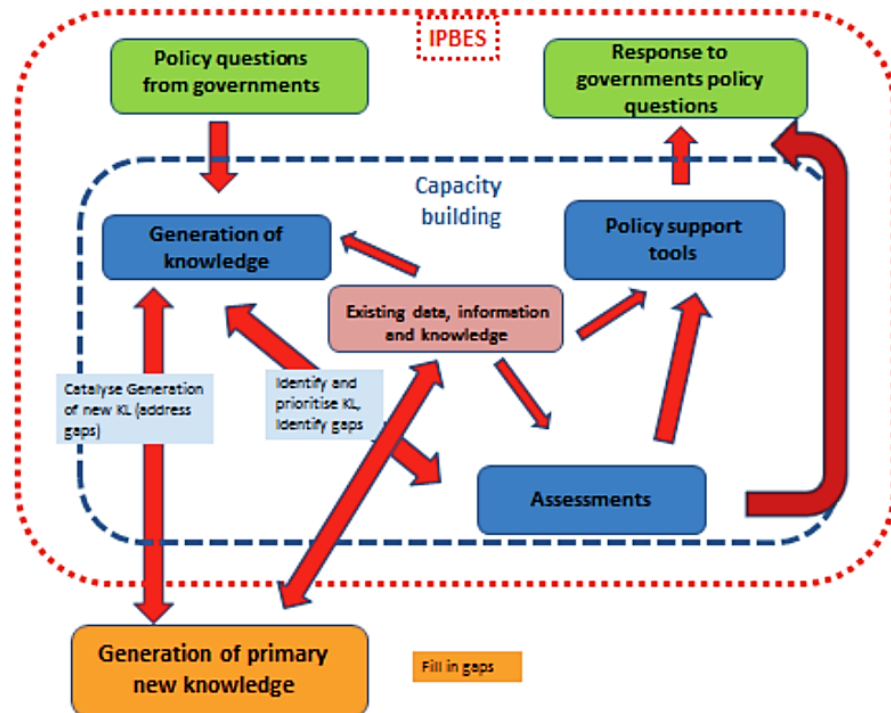 IPBES
Policy questions
from governments
Response to
governments policy
questions
Capacity
building
Generation of
knowledge
Policy support
tools
Existing data, information
and knowledge
Catalyse Generation
of new KL (address
gaps)
Identify and
prioritise KL,
Identify gaps
Assessments
Generation of primary
new knowledge
Fill in gaps